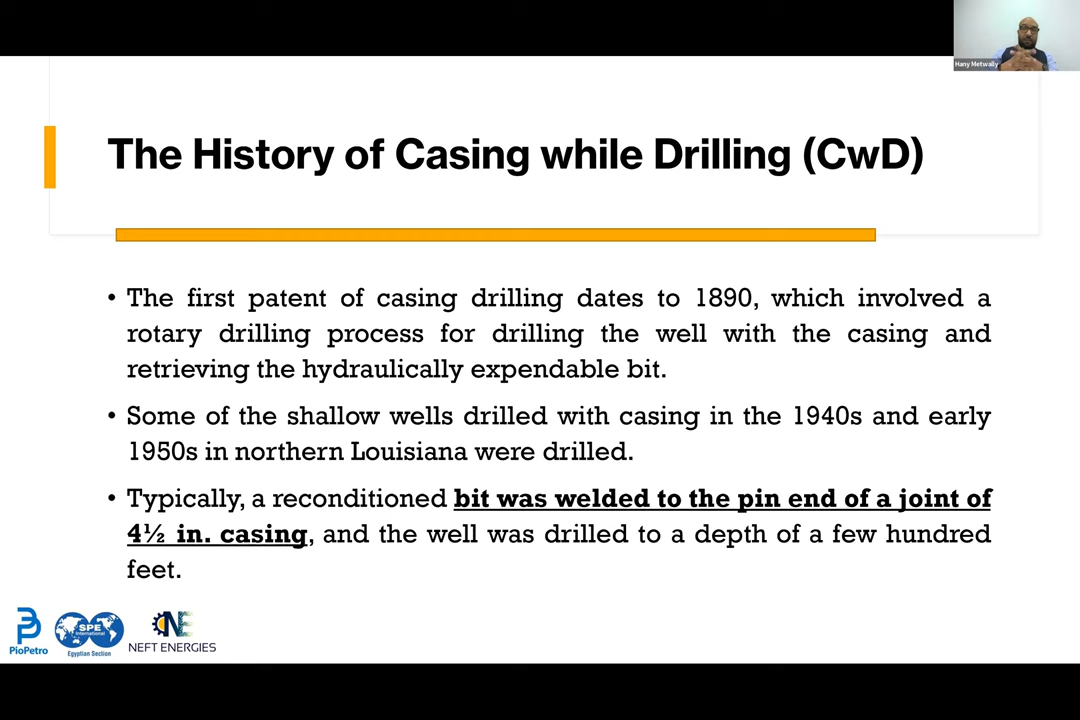 Hany Metwally
The History of Casing while Drilling (CwD)
• The first patent of casing drilling dates to 1890, which involved a
rotary drilling process for drilling the well with the casing and
retrieving the hydraulically expendable bit.
• Some of the shallow wells drilled with casing in the 1940s and early
1950s in northern Louisiana were drilled.
• Typically, a reconditioned bit was welded to the pin end of a joint of
4½ in. casing, and the well was drilled to a depth of a few hundred
feet.
PioPetro
SPE
International
Egyptian Section
NE
NEFT ENERGIES